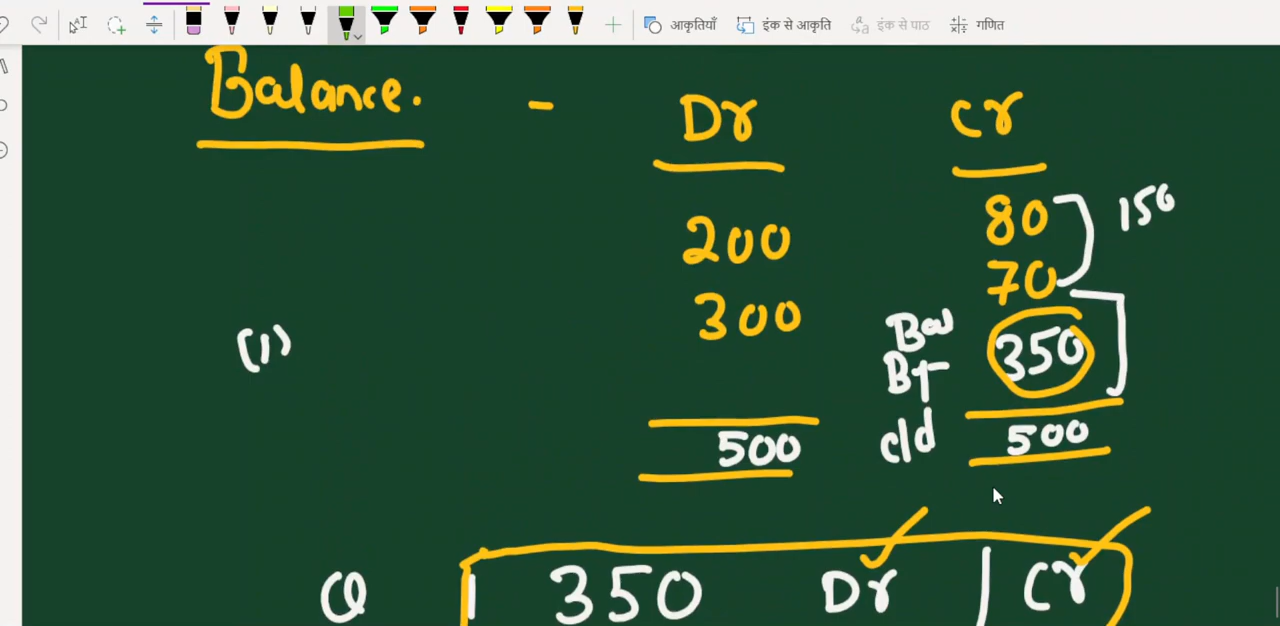 आकृतियाँ इंक से आकृति इंक से पाठ गणित
Balance. - Dr Cr
200 80 150
300 70
(1) Bal 350
Bf
500 c/d 500
Q 350 Dr | Cr